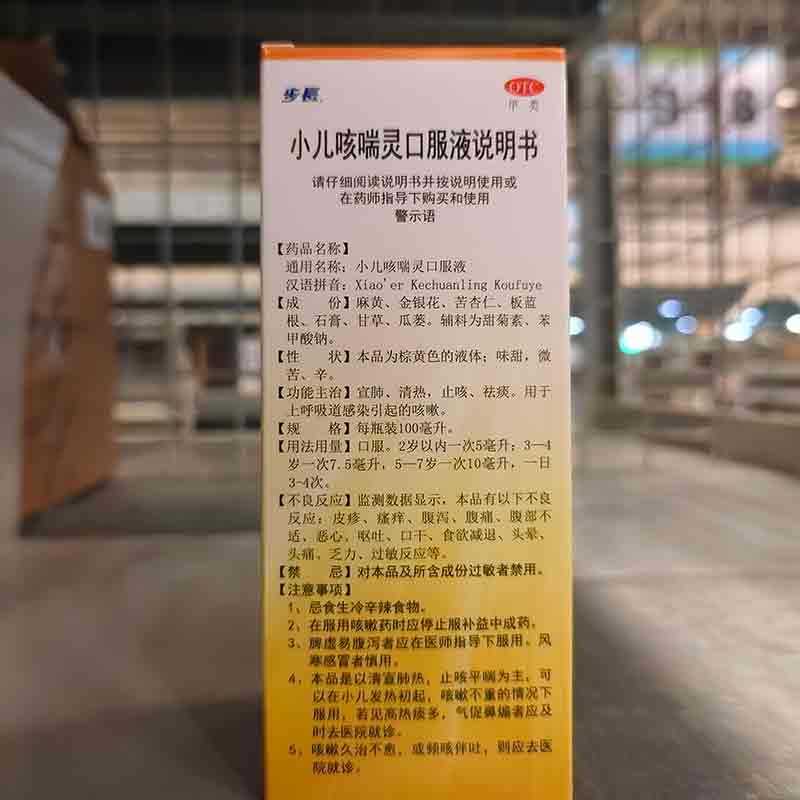 步长
OTC
甲类
小儿咳喘灵口服液说明书
请仔细阅读说明书并按说明使用或
在药师指导下购买和使用
警示语
【药品名称】
通用名称：小儿咳喘灵口服液
汉语拼音：Xiao'er Kechuanling Koufuye
【成 份】麻黄、金银花、苦杏仁、板蓝
根、石膏、甘草、瓜蒌。辅料为甜菊素、苯
甲酸钠。
【性 状】本品为棕黄色的液体；味甜，微
苦、辛。
【功能主治】宣肺、清热，止咳、祛痰。用于
上呼吸道感染引起的咳嗽。
【规 格】每瓶装100毫升。
【用法用量】口服。2岁以内一次5毫升；3—4
岁一次7.5毫升，5—7岁一次10毫升，一日
3-4次。
【不良反应】监测数据显示，本品有以下不良
反应：皮疹、瘙痒、腹泻、腹痛、腹部不
适、恶心、呕吐、口干、食欲减退、头晕、
头痛、乏力、过敏反应等。
【禁 忌】对本品及所含成份过敏者禁用。
【注意事项】
1、忌食生冷辛辣食物。
2、在服用咳嗽药时应停止服补益中成药。
3、脾虚易腹泻者应在医师指导下服用。风
寒感冒者慎用。
4、本品是以清宣肺热，止咳平喘为主，可
以在小儿发热初起，咳嗽不重的情况下
服用，若见高热痰多，气促鼻煽者应及
时去医院就诊。
5、咳嗽久治不愈，或频咳伴吐，则应去医
院就诊。